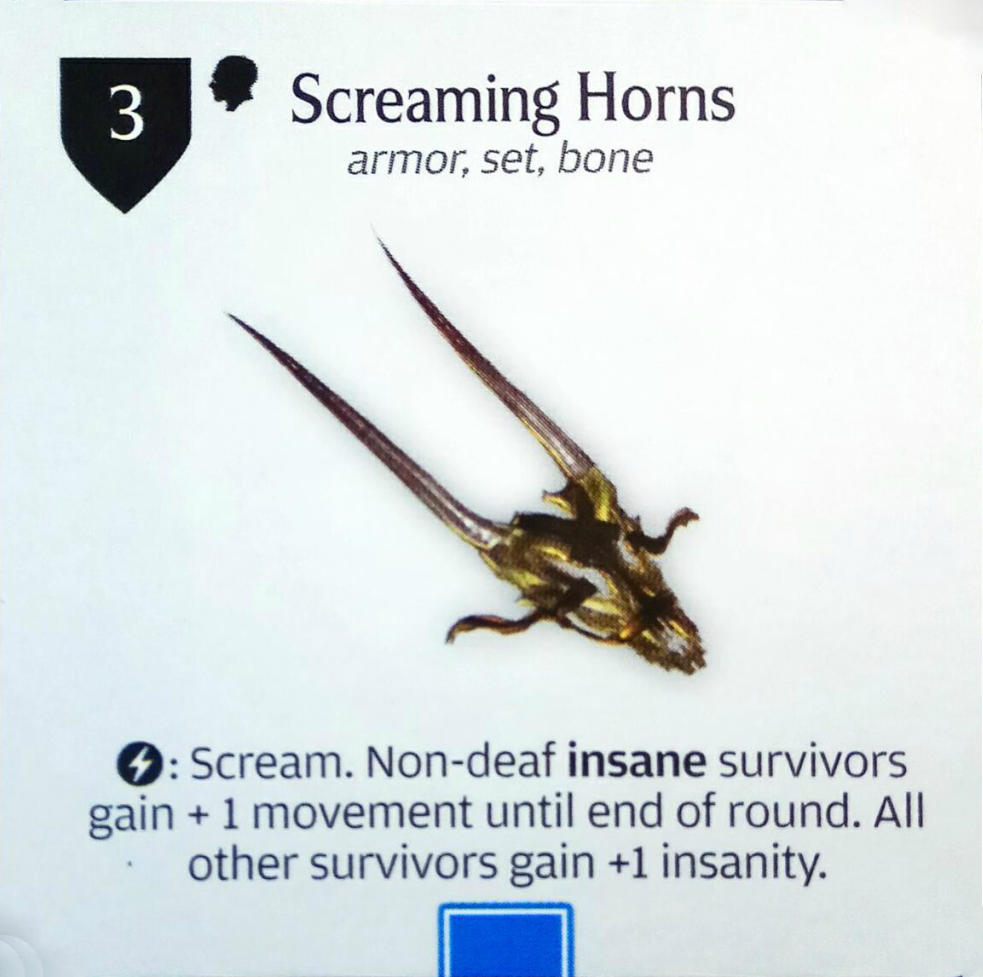 3
Screaming Horns
armor, set, bone
: Scream. Non-deaf insane survivors
gain + 1 movement until end of round. All
other survivors gain +1 insanity.